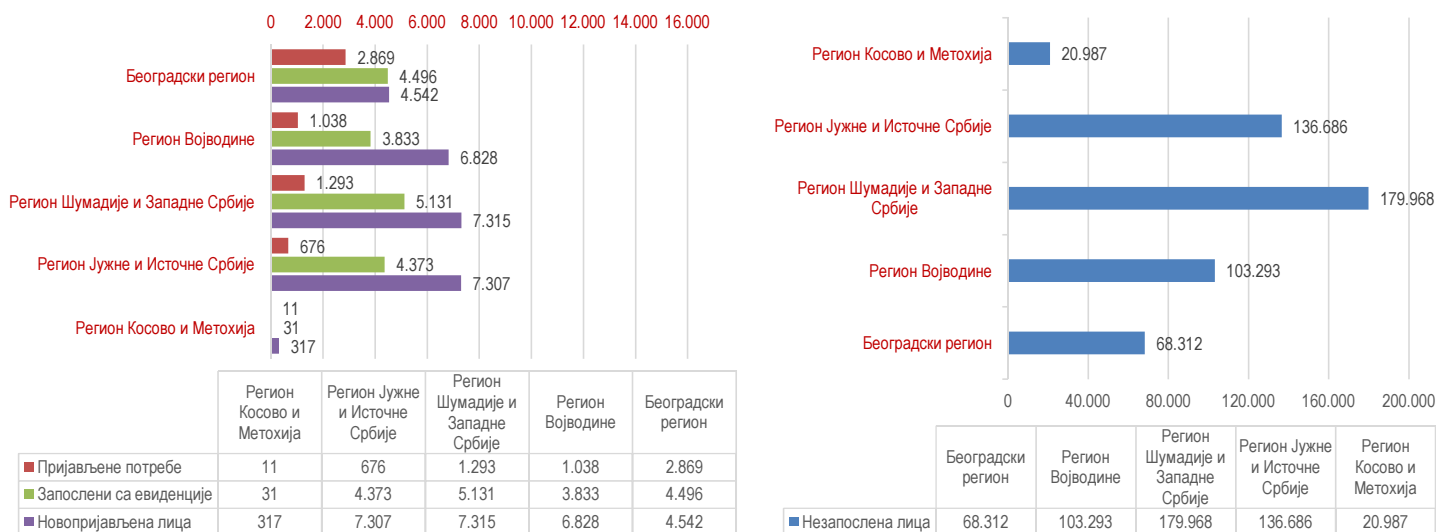 0 2.000 4.000 6.000 8.000 10.000 12.000 14.000 16.000
Београдски регион
2.869
4.496
4.542
Регион Војводине
1.038
3.833
6.828
Регион Шумадије и Западне Србије
1.293
5.131
7.315
Регион Јужне и Источне Србије
676
4.373
7.307
Регион Косово и Метохија
11
31
317
Регион Косово и Метохија
Регион Јужне и Источне Србије
Регион Шумадије и Западне Србије
Регион Војводине
Београдски регион
Пријављене потребе 11 676 1.293 1.038 2.869
Запослени са евиденције 31 4.373 5.131 3.833 4.496
Новопријављена лица 317 7.307 7.315 6.828 4.542
Регион Косово и Метохија 20.987
Регион Јужне и Источне Србије 136.686
Регион Шумадије и Западне
Србије
179.968
Регион Војводине 103.293
Београдски регион 68.312
0 40.000 80.000 120.000 160.000 200.000
Београдски регион
Регион Војводине
Регион Шумадије и Западне Србије
Регион Јужне и Источне Србије
Регион Косово и Метохија
Незапослена лица 68.312 103.293 179.968 136.686 20.987